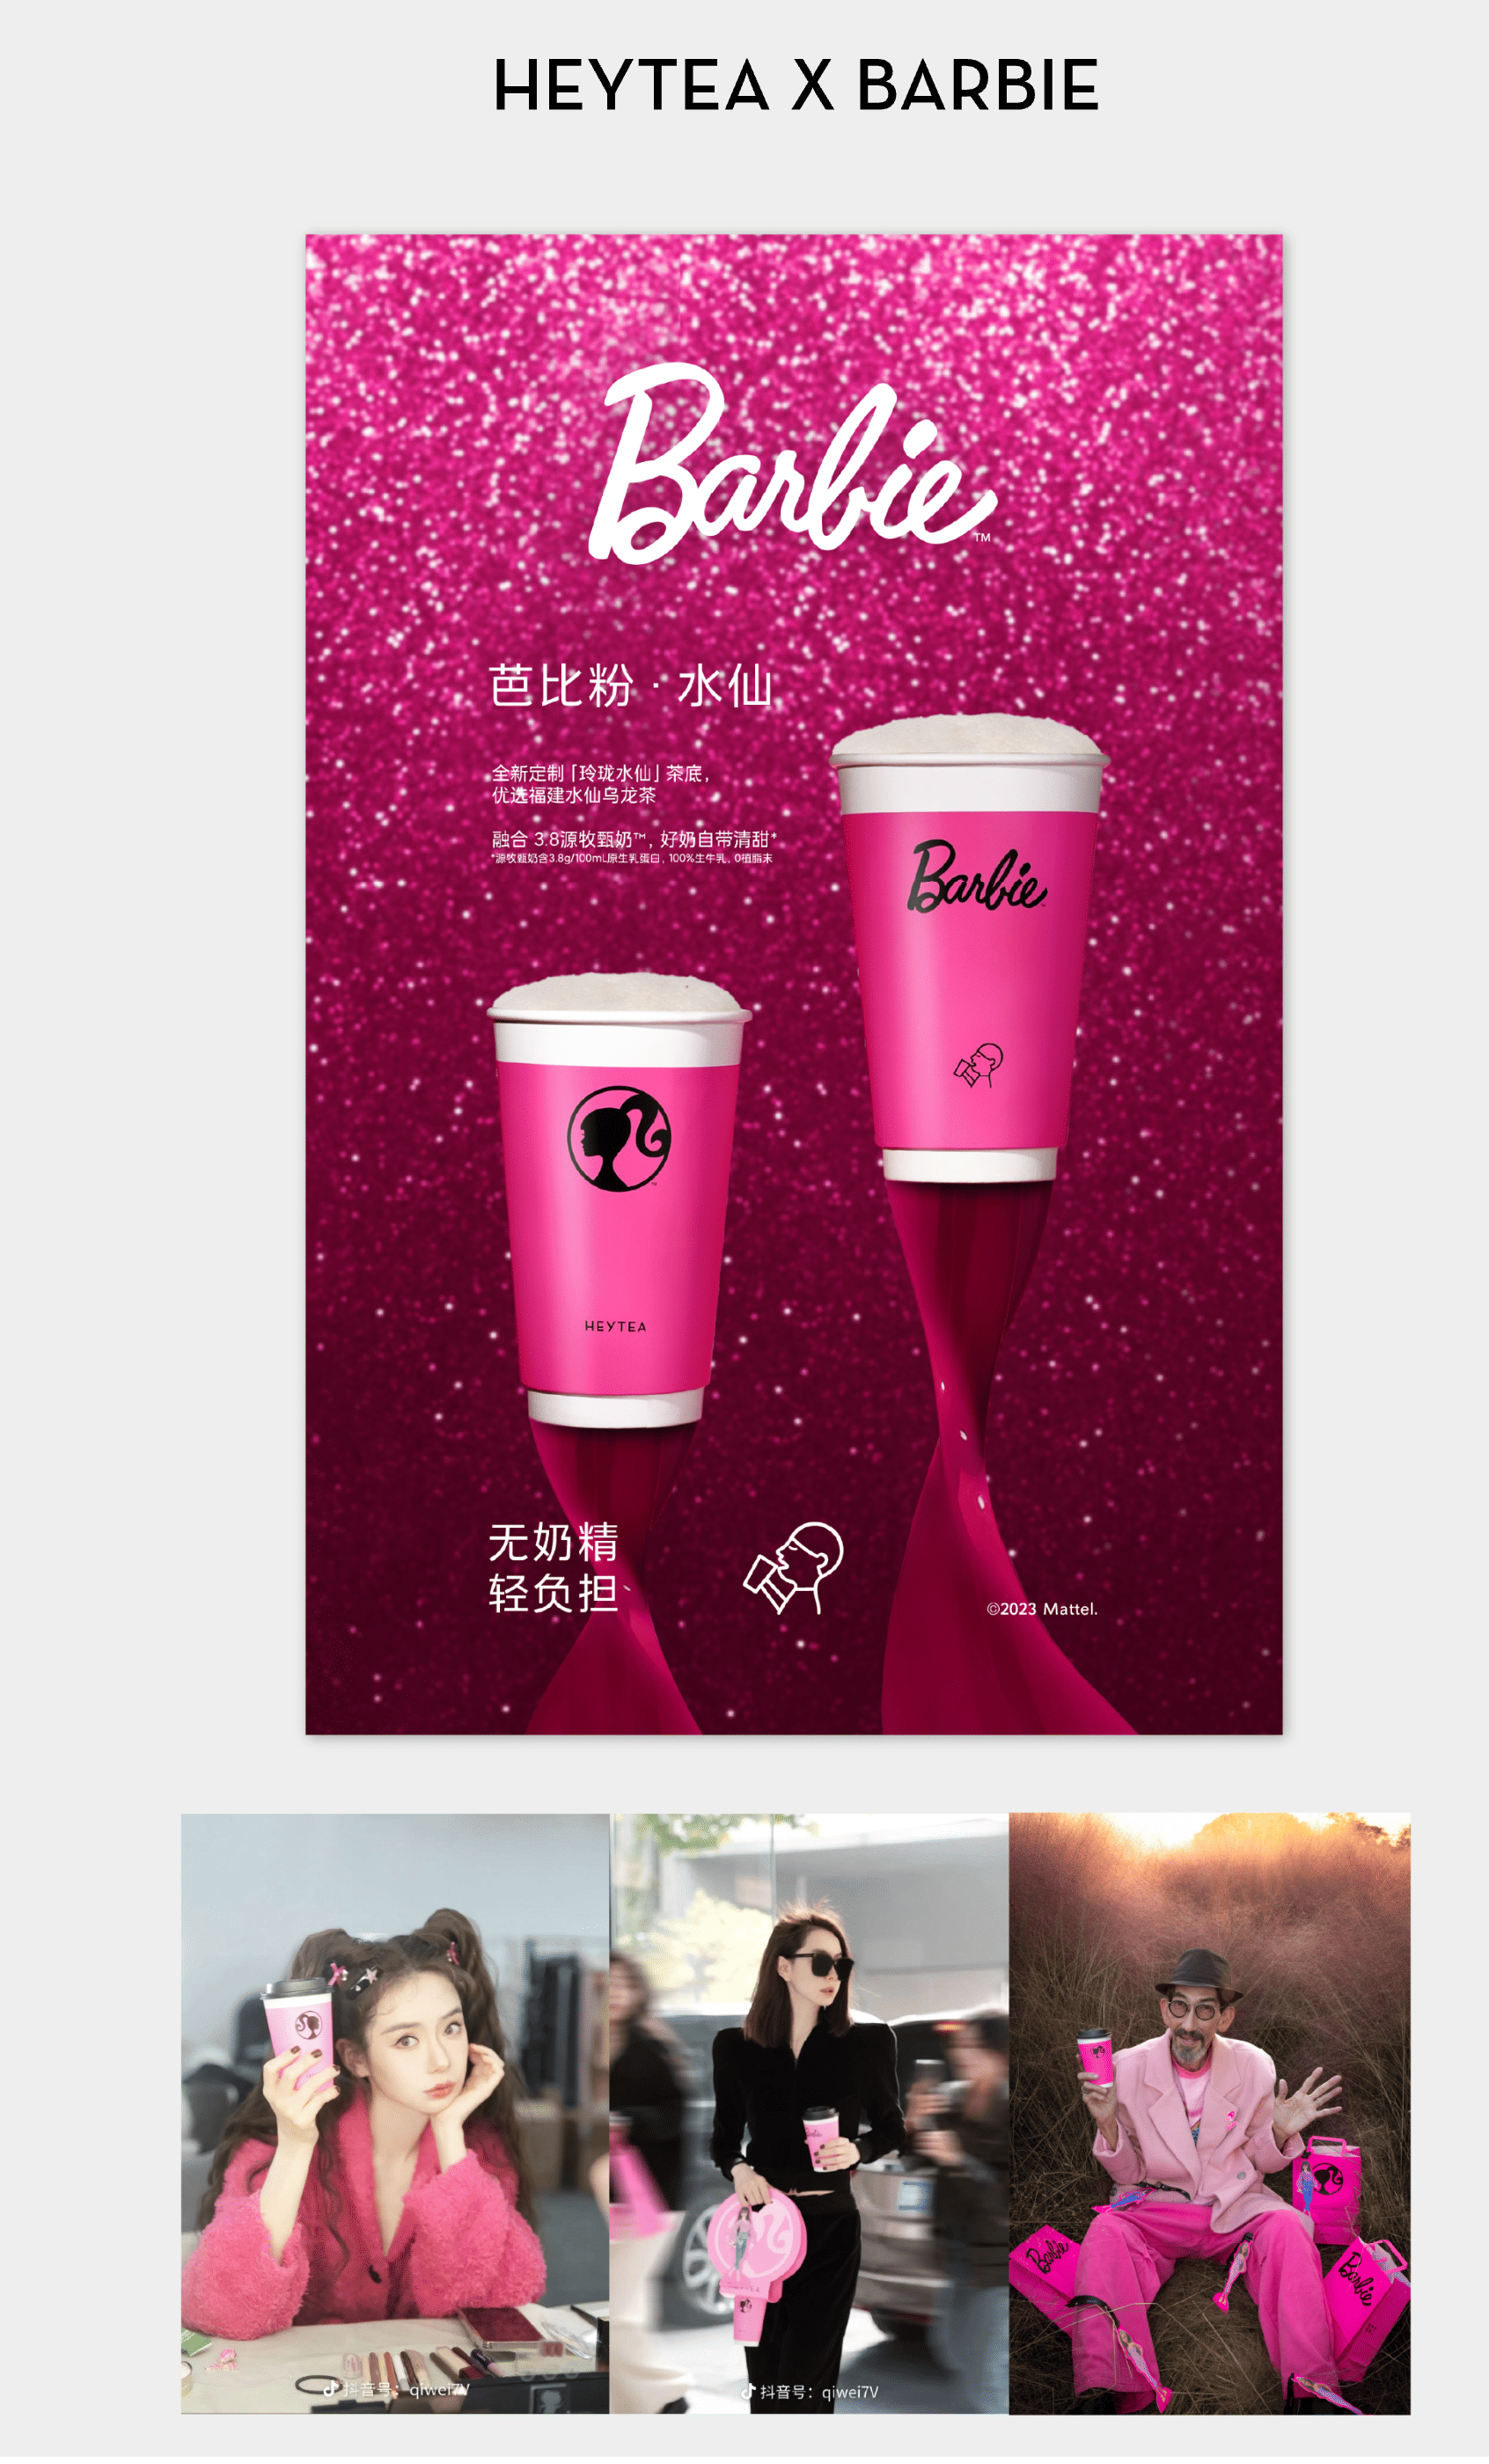 HEYTEA X BARBIE
Barbie™
芭比粉·水仙
全新定制「玲珑水仙」茶底，
优选福建水仙乌龙茶
融合 3.8源牧甄奶™，好奶自带清甜*
*源牧甄奶含3.8g/100mL原生乳蛋白，100%生牛乳，0植脂末
Barbie
HEYTEA
无奶精
轻负担
©2023 Mattel.
抖音号：qiwei7V
Barbie
HEYTEA
抖音号：qiwei7V
Barbie
Barbie